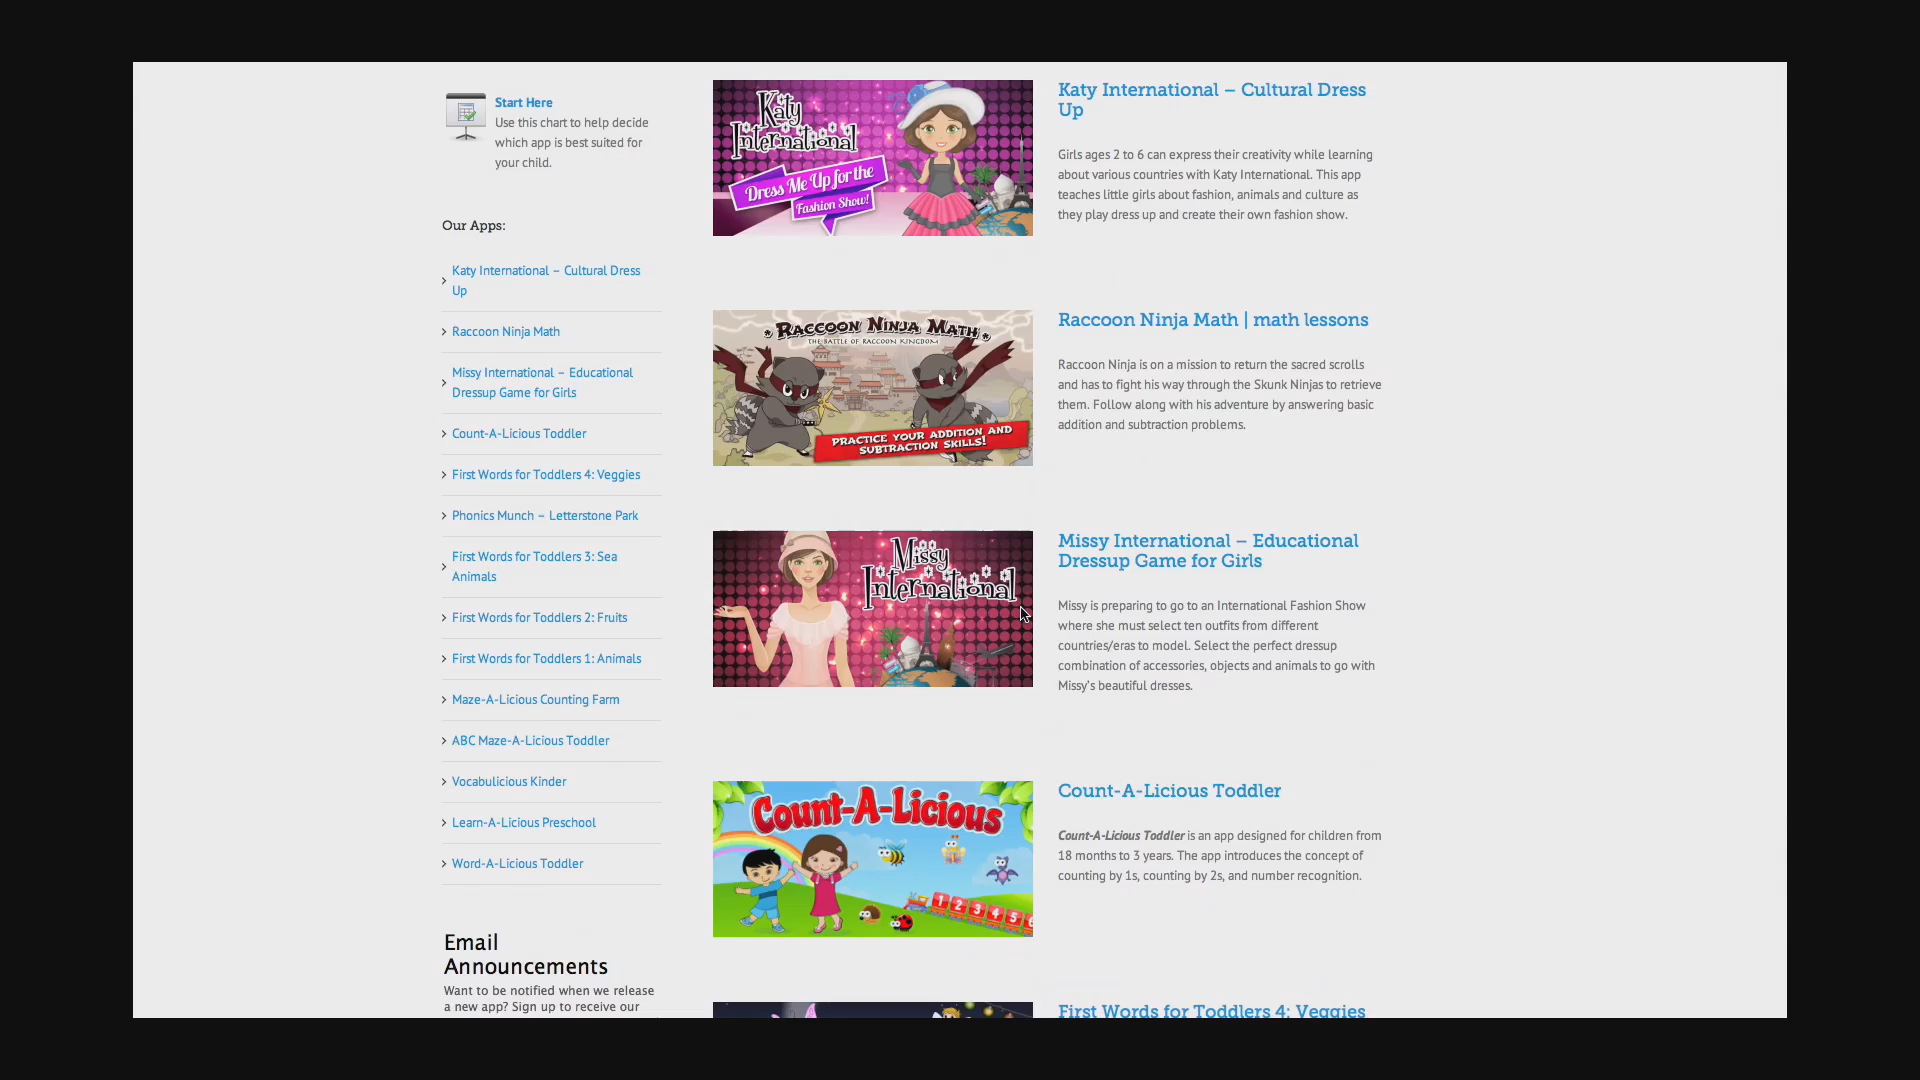 Start Here
Use this chart to help decide
which app is best suited for
your child.
Our Apps:
Katy International – Cultural Dress
Up
Raccoon Ninja Math
Missy International – Educational
Dressup Game for Girls
Count-A-Licious Toddler
First Words for Toddlers 4: Veggies
Phonics Munch – Letterstone Park
First Words for Toddlers 3: Sea
Animals
First Words for Toddlers 2: Fruits
First Words for Toddlers 1: Animals
Maze-A-Licious Counting Farm
ABC Maze-A-Licious Toddler
Vocabulicious Kinder
Learn-A-Licious Preschool
Word-A-Licious Toddler
Email
Announcements
Want to be notified when we release
a new app? Sign up to receive our
Katy
International
Dress Me Up for the
Fashion Show!
Katy International – Cultural Dress
Up
Girls ages 2 to 6 can express their creativity while learning
about various countries with Katy International. This app
teaches little girls about fashion, animals and culture as
they play dress up and create their own fashion show.
Raccoon Ninja Math
The Battle of Raccoon Kingdom
PRACTICE YOUR ADDITION AND
SUBTRACTION SKILLS!
Raccoon Ninja Math | math lessons
Raccoon Ninja is on a mission to return the sacred scrolls
and has to fight his way through the Skunk Ninjas to retrieve
them. Follow along with his adventure by answering basic
addition and subtraction problems.
Missy
International
Missy International – Educational
Dressup Game for Girls
Missy is preparing to go to an International Fashion Show
where she must select ten outfits from different
countries/eras to model. Select the perfect dressup
combination of accessories, objects and animals to go with
Missy's beautiful dresses.
Count-A-Licious
1 2 3 4 5 6
Count-A-Licious Toddler
Count-A-Licious Toddler is an app designed for children from
18 months to 3 years. The app introduces the concept of
counting by 1s, counting by 2s, and number recognition.
First Words for Toddlers 4: Veggies